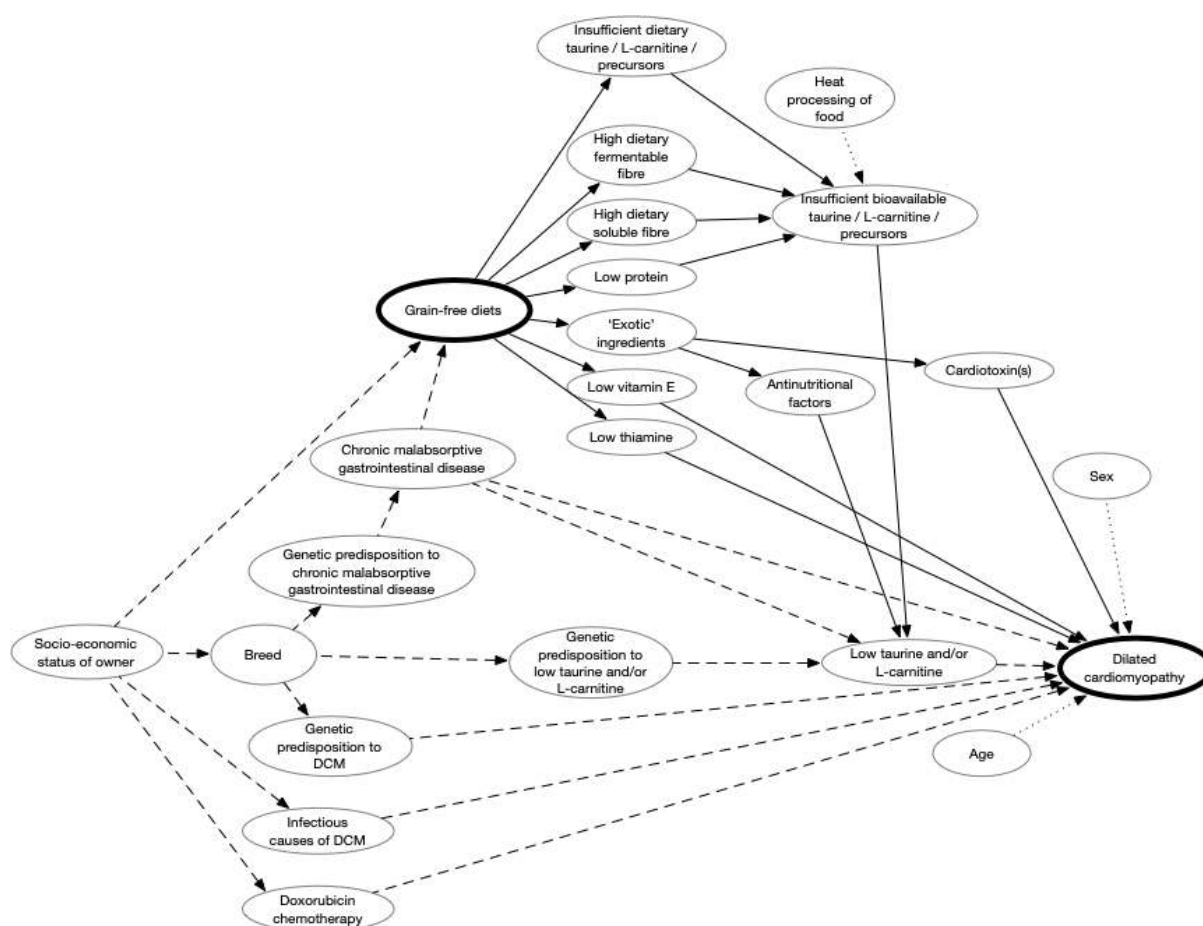 Insufficient dietary
taurine / L-carnitine /
precursors
Heat
processing of
food
High dietary
fermentable
fibre
Insufficient bioavailable
taurine / L-carnitine /
precursors
High dietary
soluble fibre
Low protein
Grain-free diets
‘Exotic’
ingredients
Cardiotoxin(s)
Low vitamin E
Antinutritional
factors
Low thiamine
Chronic malabsorptive
gastrointestinal disease
Sex
Genetic predisposition to
chronic malabsorptive
gastrointestinal disease
Socio-economic
status of owner
Breed
Genetic
predisposition to
low taurine and/or
L-carnitine
Low taurine and/or
L-carnitine
Dilated
cardiomyopathy
Genetic
predisposition to
DCM
Age
Infectious
causes of DCM
Doxorubicin
chemotherapy